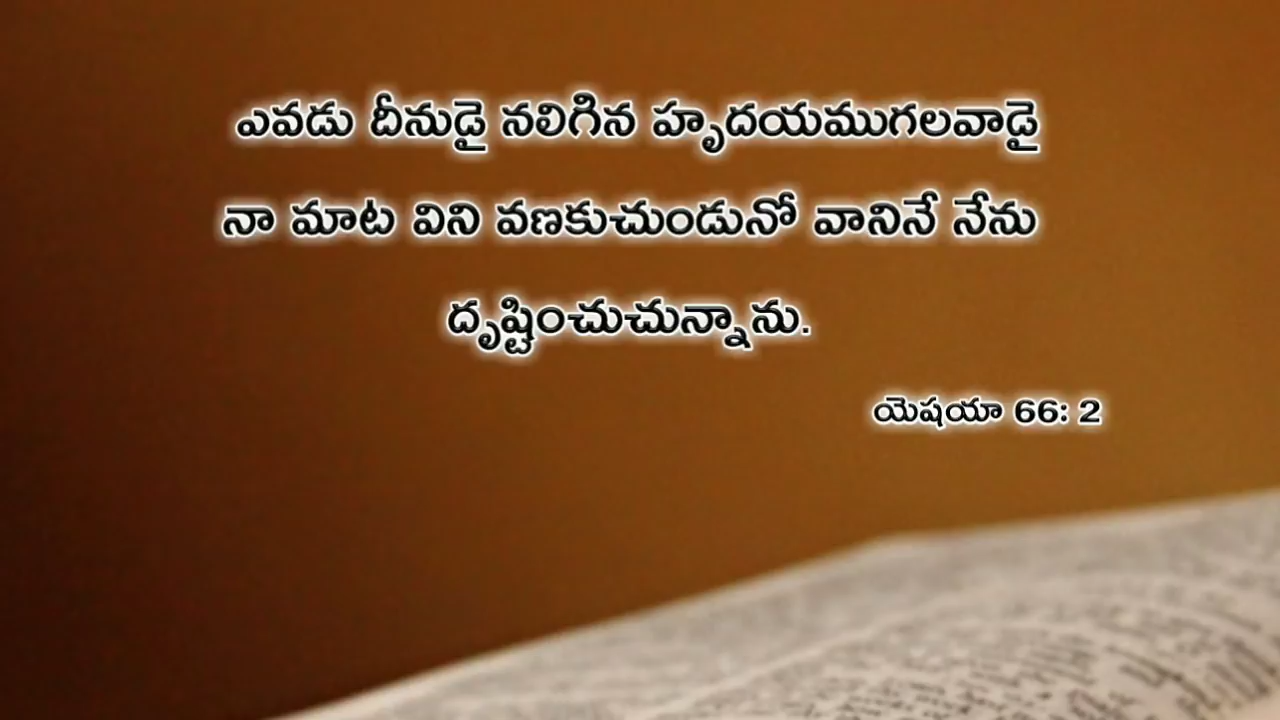 ఎవడు దీనుడై నలిగిన హృదయముగలవాడై
నా మాట విని వణకుచుండునో వానినే నేను
దృష్టించుచున్నాను.
యెషయా 66: 2